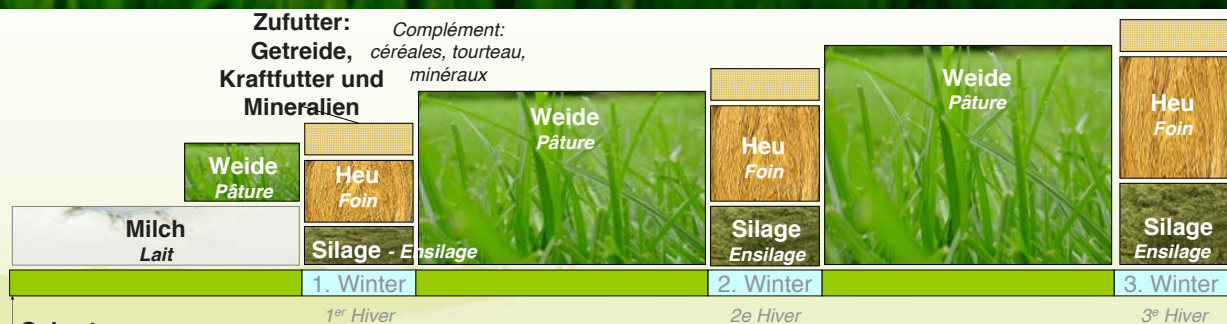 Zufutter:
Getreide,
Kraftfutter und
Mineralien
Complément:
céréales, tourteau,
minéraux
Weide
Pâture
Milch
Lait
Heu
Foin
Silage - Ensilage
Weide
Pâture
Heu
Foin
Silage
Ensilage
Weide
Pâture
Heu
Foin
Silage
Ensilage
1. Winter
2. Winter
3. Winter
1er Hiver
2e Hiver
3e Hiver